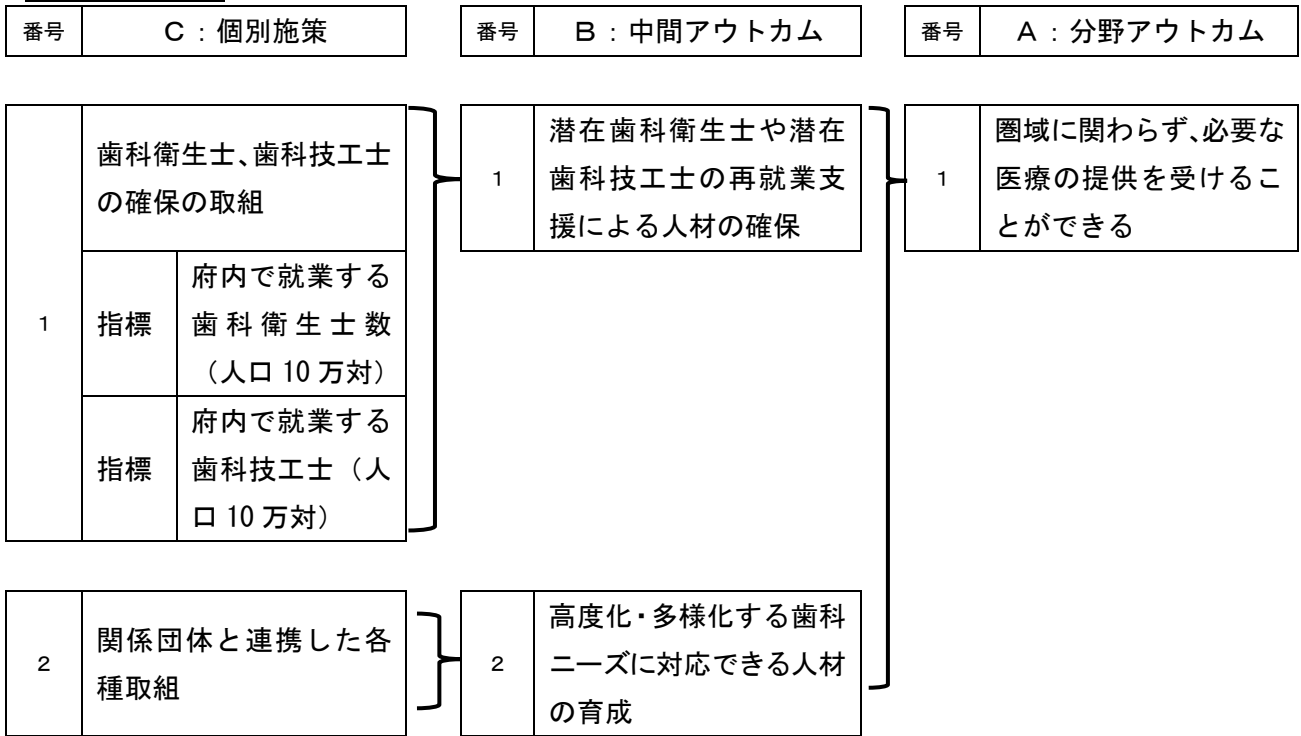 番号 C：個別施策 番号 B：中間アウトカム 番号 A：分野アウトカム
1
歯科衛生士、歯科技工士
の確保の取組
指標
府内で就業する
歯科衛生士数
（人口10万対）
指標
府内で就業する
歯科技工士（人
口10万対）
1
潜在歯科衛生士や潜在
歯科技工士の再就業支
援による人材の確保
1
圏域に関わらず、必要な
医療の提供を受けるこ
とができる
2
関係団体と連携した各
種取組
2
高度化・多様化する歯科
ニーズに対応できる人材
の育成